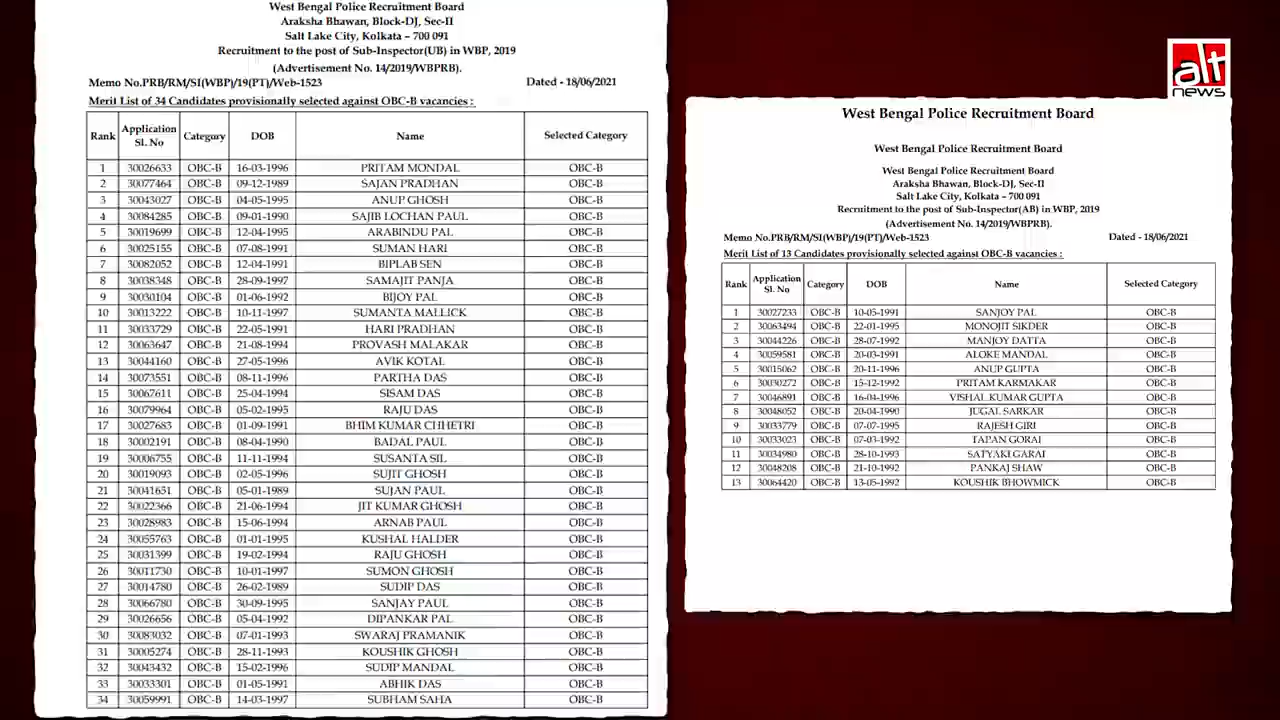 West Bengal Police Recruitment Board
Araksha Bhawan, Block-DJ, Sec-II
Salt Lake City, Kolkata – 700 091
Recruitment to the post of Sub-Inspector(UB) in WBP, 2019
(Advertisement No. 14/2019/WBPRB).
Memo No.PRB/RM/SI(WBP)/19(PT)/Web-1523 Dated - 18/06/2021
Merit List of 34 Candidates provisionally selected against OBC-B vacancies :
Rank Application Sl. No Category DOB Name Selected Category
1 30026633 OBC-B 16-03-1996 PRITAM MONDAL OBC-B
2 30077464 OBC-B 09-12-1989 SAJAN PRADHAN OBC-B
3 30043027 OBC-B 04-05-1995 ANUP GHOSH OBC-B
4 30084285 OBC-B 09-01-1990 SAJIB LOCHAN PAUL OBC-B
5 30019699 OBC-B 12-04-1995 ARABINDU PAL OBC-B
6 30025155 OBC-B 07-08-1991 SUMAN HARI OBC-B
7 30082052 OBC-B 12-04-1991 BIPLAB SEN OBC-B
8 30038348 OBC-B 28-09-1997 SAMAJIT PANJA OBC-B
9 30030104 OBC-B 01-06-1992 BIJOY PAL OBC-B
10 30013222 OBC-B 10-11-1997 SUMANTA MALLICK OBC-B
11 30033729 OBC-B 22-05-1991 HARI PRADHAN OBC-B
12 30063647 OBC-B 21-08-1994 PROVASH MALAKAR OBC-B
13 30044160 OBC-B 27-05-1996 AVIK KOTAL OBC-B
14 30073551 OBC-B 08-11-1996 PARTHA DAS OBC-B
15 30067611 OBC-B 25-04-1994 SISAM DAS OBC-B
16 30079964 OBC-B 05-02-1995 RAJU DAS OBC-B
17 30027683 OBC-B 01-09-1991 BHIM KUMAR CHHETRI OBC-B
18 30002191 OBC-B 08-04-1990 BADAL PAUL OBC-B
19 30006755 OBC-B 11-11-1994 SUSANTA SIL OBC-B
20 30019093 OBC-B 02-05-1996 SUJIT GHOSH OBC-B
21 30041651 OBC-B 05-01-1989 SUJAN PAUL OBC-B
22 30022366 OBC-B 21-06-1994 JIT KUMAR GHOSH OBC-B
23 30028983 OBC-B 15-06-1994 ARNAB PAUL OBC-B
24 30055763 OBC-B 01-01-1995 KUSHAL HALDER OBC-B
25 30031399 OBC-B 19-02-1994 RAJU GHOSH OBC-B
26 30011730 OBC-B 10-01-1997 SUMON GHOSH OBC-B
27 30014780 OBC-B 26-02-1989 SUDIP DAS OBC-B
28 30066780 OBC-B 30-09-1995 SANJAY PAUL OBC-B
29 30026656 OBC-B 05-04-1992 DIPANKAR PAL OBC-B
30 30083032 OBC-B 07-01-1993 SWARAJ PRAMANIK OBC-B
31 30005274 OBC-B 28-11-1993 KOUSHIK GHOSH OBC-B
32 30043432 OBC-B 15-02-1996 SUDIP MANDAL OBC-B
33 30033301 OBC-B 01-05-1991 ABHIK DAS OBC-B
34 30059991 OBC-B 14-03-1997 SUBHAM SAHA OBC-B
alt
news
West Bengal Police Recruitment Board
West Bengal Police Recruitment Board
West Bengal Police Recruitment Board
Araksha Bhawan, Block-DJ, Sec-II
Salt Lake City, Kolkata – 700 091
Recruitment to the post of Sub-Inspector(AB) in WBP, 2019
(Advertisement No. 14/2019/WBPRB).
Memo No.PRB/RM/SI(WBP)/19(PT)/Web-1523 Dated - 18/06/2021
Merit List of 13 Candidates provisionally selected against OBC-B vacancies :
Rank Application Sl. No Category DOB Name Selected Category
1 30027233 OBC-B 10-05-1991 SANJOY PAL OBC-B
2 30063494 OBC-B 22-01-1995 MONOJIT SIKDER OBC-B
3 30044226 OBC-B 28-07-1992 MANJOY DATTA OBC-B
4 30059581 OBC-B 20-03-1991 ALOKE MANDAL OBC-B
5 30015062 OBC-B 20-11-1996 ANUP GUPTA OBC-B
6 30030272 OBC-B 15-12-1992 PRITAM KARMAKAR OBC-B
7 30046891 OBC-B 16-04-1996 VISHAL KUMAR GUPTA OBC-B
8 30048052 OBC-B 20-04-1990 JUGAL SARKAR OBC-B
9 30033779 OBC-B 07-07-1995 RAJESH GIRI OBC-B
10 30033023 OBC-B 07-03-1992 TAPAN GORAI OBC-B
11 30034980 OBC-B 28-10-1993 SATYAKI GARAI OBC-B
12 30048208 OBC-B 21-10-1992 PANKAJ SHAW OBC-B
13 30064420 OBC-B 13-05-1992 KOUSHIK BHOWMICK OBC-B